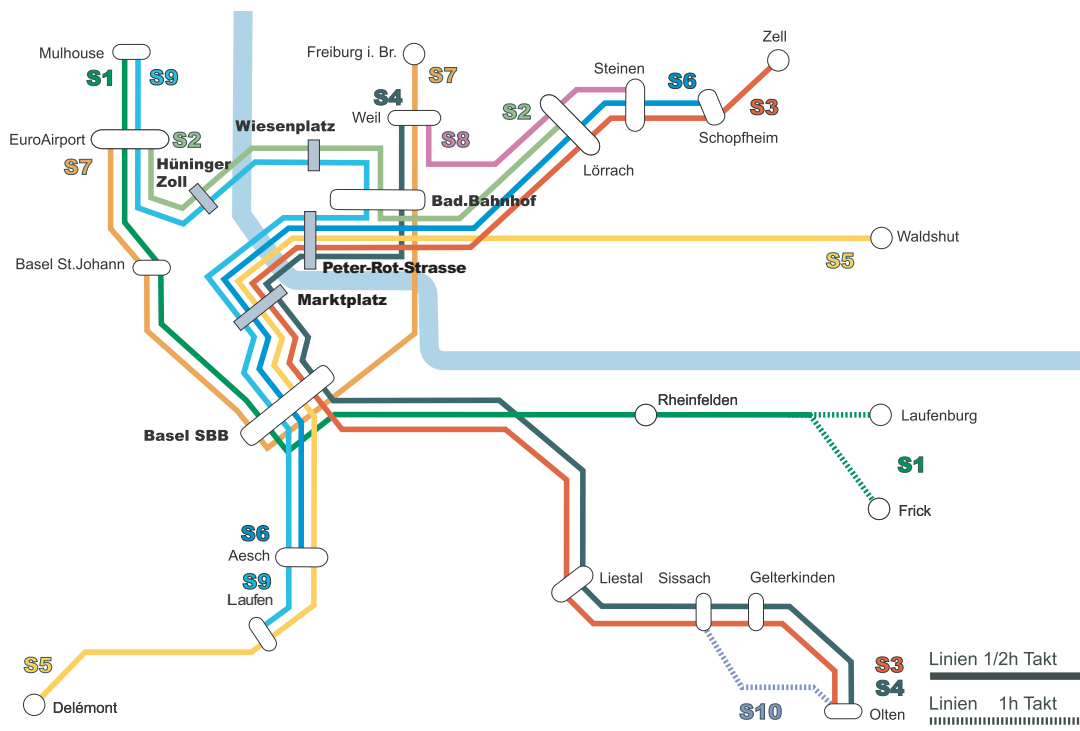 Zell
Mulhouse
Freiburg i. Br.
Steinen
S1
S9
S7
S6
S3
S4
Weil
S2
Schopfheim
Wiesenplatz
EuroAirport
S2
S8
S7
Hüninger
Zoll
Lörrach
Bad.Bahnhof
Waldshut
S5
Basel St.Johann
Peter-Rot-Strasse
Marktplatz
Rheinfelden
Laufenburg
Basel SBB
S1
Frick
S6
Aesch
S9
Laufen
Liestal
Sissach
Gelterkinden
S5
Delémont
S10
S3
S4
Olten
Linien 1/2h Takt
Linien 1h Takt